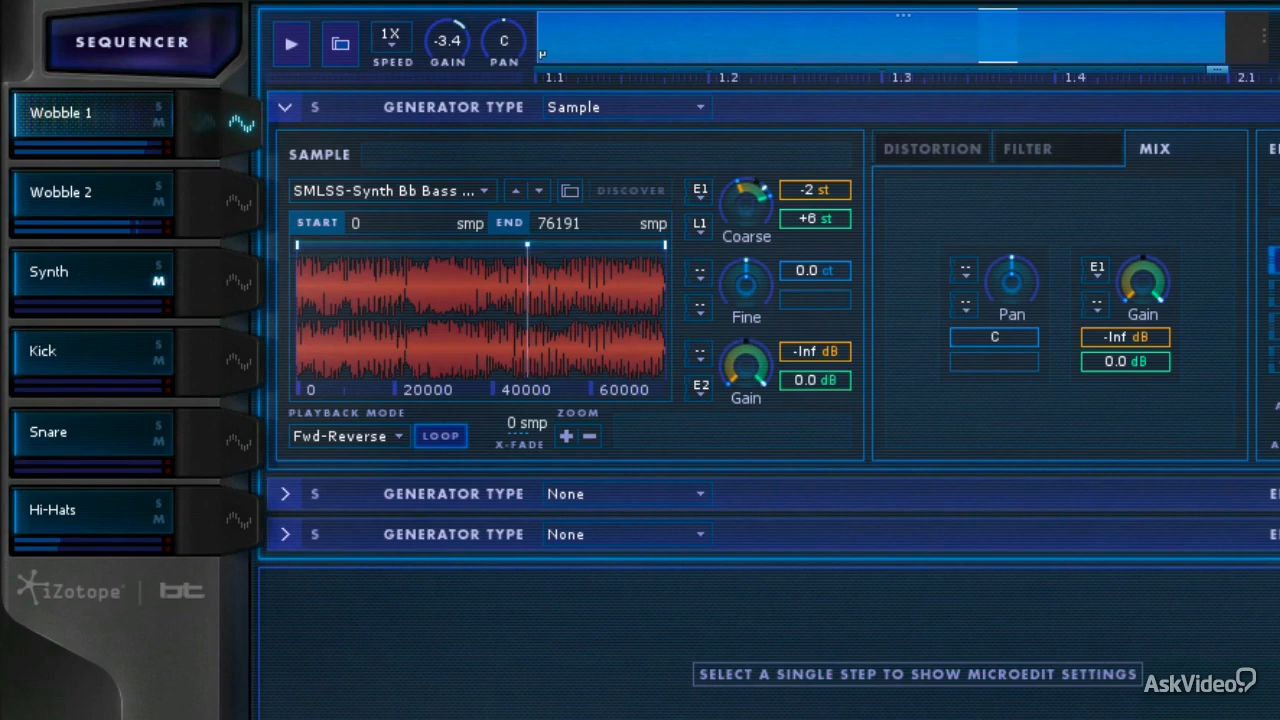 SEQUENCER
1X
-3.4
C
SPEED
GAIN
PAN
1.1
1.2
1.3
1.4
2.1
Wobble 1
S
M
Wobble 2
S
M
Synth
S
M
Kick
S
M
Snare
S
M
Hi-Hats
S
M
iZotope
bt
S
GENERATOR TYPE
Sample
SAMPLE
SMLSS-Synth Bb Bass ...
DISCOVER
START 0 smp END 76191 smp
0 20000 40000 60000
PLAYBACK MODE
Fwd-Reverse
LOOP
0 smp
X-FADE
ZOOM
E1
L1
Coarse
-2 st
+6 st
--
--
Fine
0.0 ct
--
E2
Gain
-Inf dB
0.0 dB
DISTORTION
FILTER
MIX
--
--
Pan
C
E1
--
Gain
-Inf dB
0.0 dB
S
GENERATOR TYPE
None
S
GENERATOR TYPE
None
SELECT A SINGLE STEP TO SHOW MICROEDIT SETTINGS
AskVideo